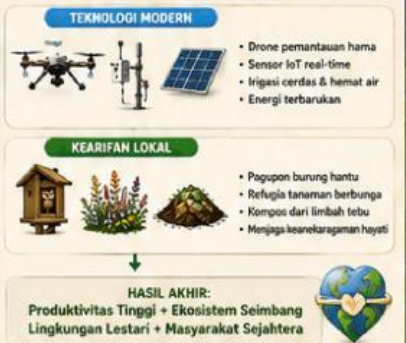 TEKNOLOGI MODERN
• Drone pemantauan hama
• Sensor IoT real-time
• Irigasi cerdas & hemat air
• Energi terbarukan
KEARIFAN LOKAL
• Pagupon burung hantu
• Refugia tanaman berbunga
• Kompos dari limbah tebu
• Menjaga keanekaragaman hayati
HASIL AKHIR:
Produktivitas Tinggi + Ekosistem Seimbang
Lingkungan Lestari + Masyarakat Sejahtera